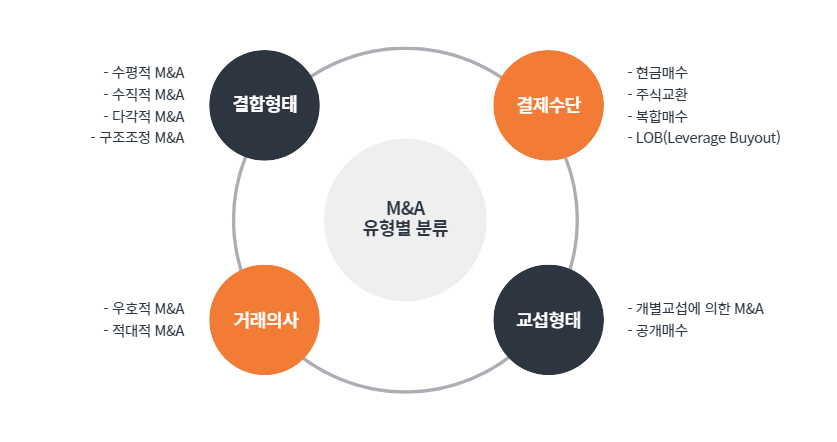 - 수평적 M&A
- 수직적 M&A
- 다각적 M&A
- 구조조정 M&A
결합형태
결제수단
- 현금매수
- 주식교환
- 복합매수
- LOB(Leverage Buyout)
M&A
유형별 분류
- 우호적 M&A
- 적대적 M&A
거래의사
교섭형태
- 개별교섭에 의한 M&A
- 공개매수